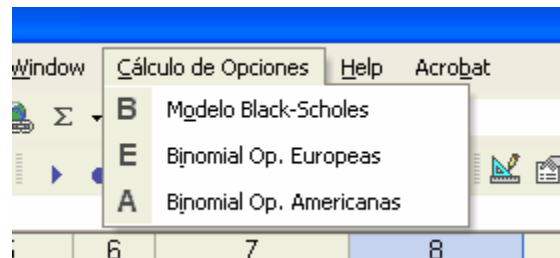 Window Cálculo de Opciones Help Acrobat
Σ
B Modelo Black-Scholes
E Binomial Op. Europeas
A Binomial Op. Americanas
6 7 8